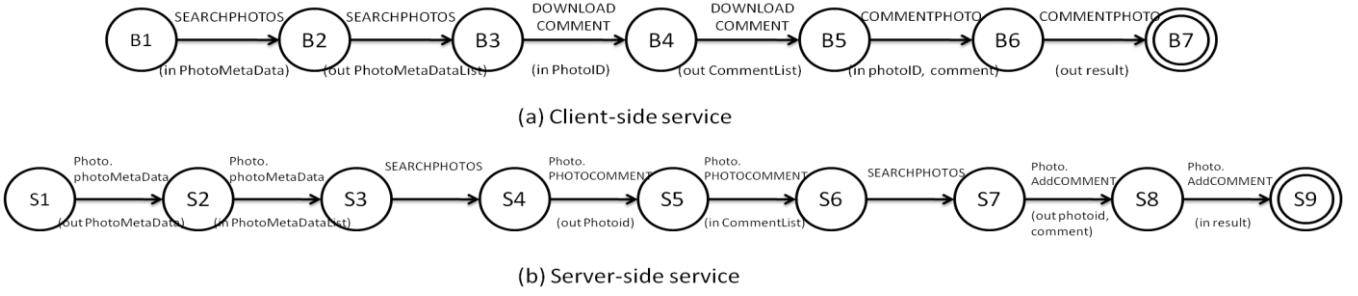 SEARCHPHOTOS SEARCHPHOTOS DOWNLOAD COMMENT DOWNLOAD COMMENT COMMENTPHOTO COMMENTPHOTO
B1 B2 B3 B4 B5 B6 B7
(in PhotoMetaData) (out PhotoMetaDataList) (in PhotoID) (out CommentList) (in photoID, comment) (out result)
(a) Client-side service
Photo. photoMetaData Photo. photoMetaData SEARCHPHOTOS Photo. PHOTOCOMMENT Photo. PHOTOCOMMENT SEARCHPHOTOS Photo. AddCOMMENT Photo. AddCOMMENT
S1 S2 S3 S4 S5 S6 S7 S8 S9
(out PhotoMetaData) (in PhotoMetaDataList) (out Photoid) (in CommentList) (out photoid, comment) (in result)
(b) Server-side service